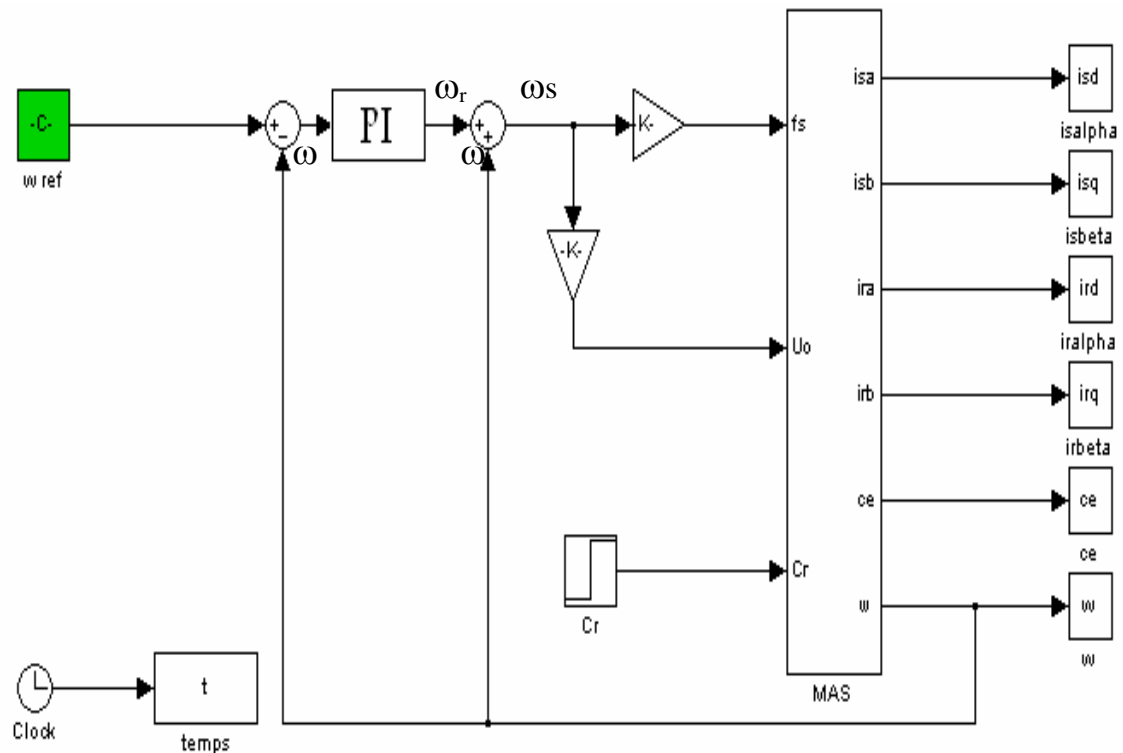 -C-
w ref
+
−
ω
PI
ωr
+
+
ω
ωs
K-
-K-
fs
Uo
Cr
isa
isb
ira
irb
ce
w
MAS
isd
isalpha
isq
isbeta
ird
iralpha
irq
irbeta
ce
ce
w
w
Cr
Clock
t
temps